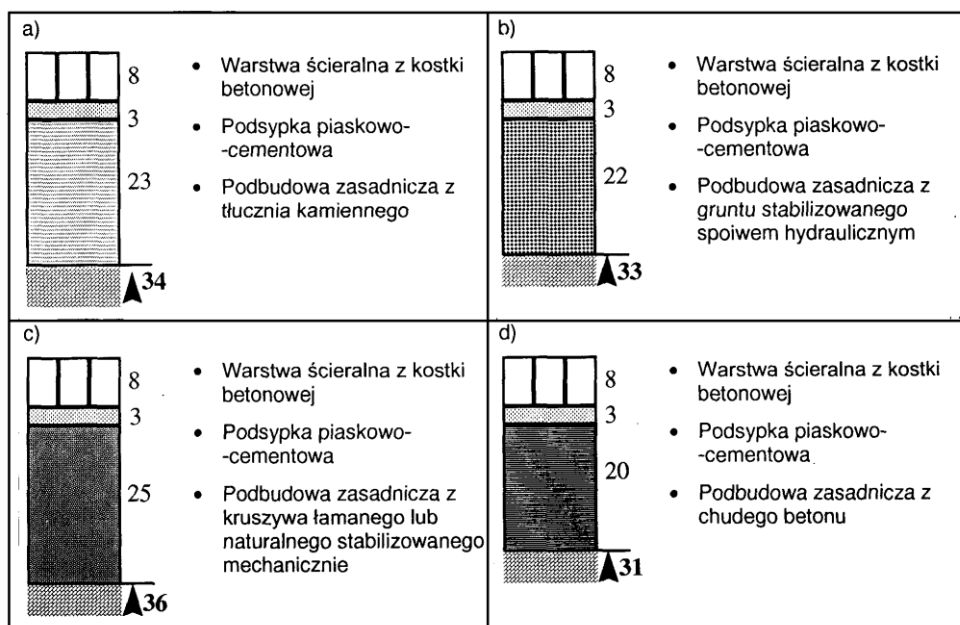 a)
8
3
23
34
• Warstwa ścieralna z kostki
betonowej
• Podsypka piaskowo-
-cementowa
• Podbudowa zasadnicza z
tłucznia kamiennego
b)
8
3
22
33
• Warstwa ścieralna z kostki
betonowej
• Podsypka piaskowo-
-cementowa
• Podbudowa zasadnicza z
gruntu stabilizowanego
spoiwem hydraulicznym
c)
8
3
25
36
• Warstwa ścieralna z kostki
betonowej
• Podsypka piaskowo-
-cementowa
• Podbudowa zasadnicza z
kruszywa łamanego lub
naturalnego stabilizowanego
mechanicznie
d)
8
3
20
31
• Warstwa ścieralna z kostki
betonowej
• Podsypka piaskowo-
-cementowa
• Podbudowa zasadnicza z
chudego betonu